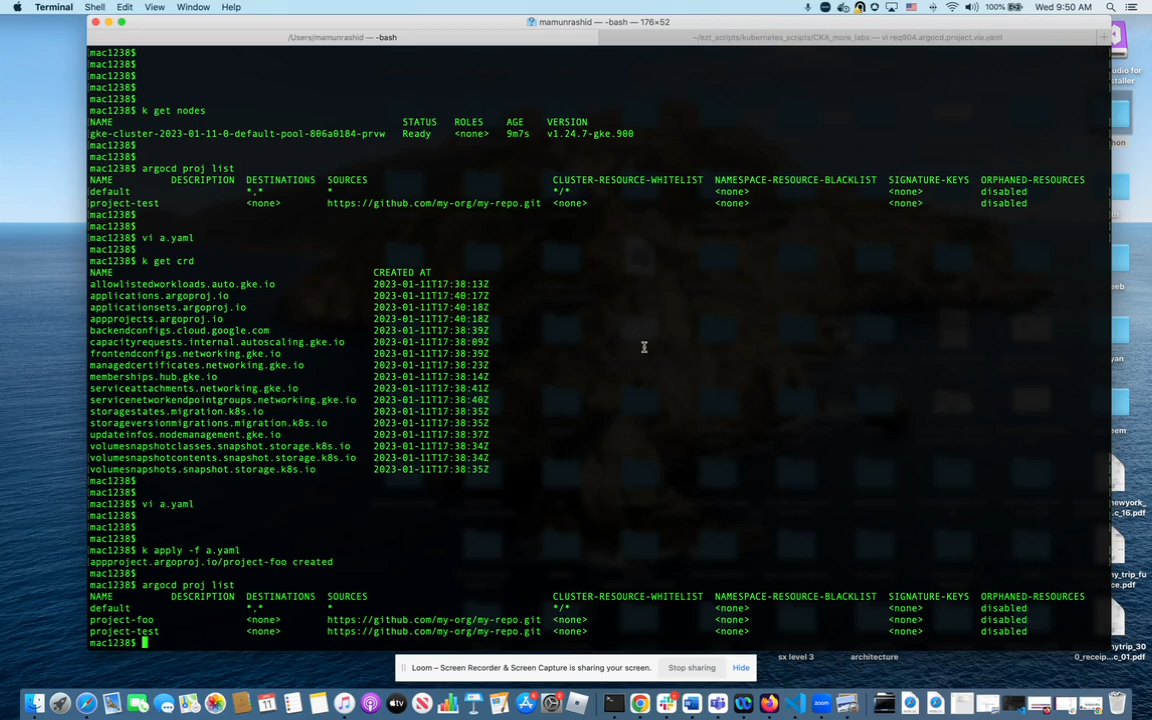 Terminal Shell Edit View Window Help 100% Wed 9:50 AM
mamunrashid — -bash — 176×52
/Users/mamunrashid — -bash ~/ezt_scripts/kubernetes_scripts/CKA_more_labs — vi req904.argocd.project.via.yaml
mac1238$
mac1238$
mac1238$
mac1238$
mac1238$
mac1238$ k get nodes
NAME STATUS ROLES AGE VERSION
gke-cluster-2023-01-11-0-default-pool-806a0184-prvw Ready <none> 9m7s v1.24.7-gke.900
mac1238$
mac1238$
mac1238$ argocd proj list
NAME DESCRIPTION DESTINATIONS SOURCES CLUSTER-RESOURCE-WHITELIST NAMESPACE-RESOURCE-BLACKLIST SIGNATURE-KEYS ORPHANED-RESOURCES
default *,* * */* <none> <none> disabled
project-test <none> https://github.com/my-org/my-repo.git <none> <none> <none> disabled
mac1238$
mac1238$
mac1238$ vi a.yaml
mac1238$
mac1238$ k get crd
NAME CREATED AT
allowlistedworkloads.auto.gke.io 2023-01-11T17:38:13Z
applications.argoproj.io 2023-01-11T17:40:17Z
applicationsets.argoproj.io 2023-01-11T17:40:18Z
appprojects.argoproj.io 2023-01-11T17:40:18Z
backendconfigs.cloud.google.com 2023-01-11T17:38:39Z
capacityrequests.internal.autoscaling.gke.io 2023-01-11T17:38:09Z
frontendconfigs.networking.gke.io 2023-01-11T17:38:39Z
managedcertificates.networking.gke.io 2023-01-11T17:38:23Z
memberships.hub.gke.io 2023-01-11T17:38:14Z
serviceattachments.networking.gke.io 2023-01-11T17:38:41Z
servicenetworkendpointgroups.networking.gke.io 2023-01-11T17:38:40Z
storagestates.migration.k8s.io 2023-01-11T17:38:35Z
storageversionmigrations.migration.k8s.io 2023-01-11T17:38:35Z
updateinfos.nodemanagement.gke.io 2023-01-11T17:38:37Z
volumesnapshotclasses.snapshot.storage.k8s.io 2023-01-11T17:38:34Z
volumesnapshotcontents.snapshot.storage.k8s.io 2023-01-11T17:38:34Z
volumesnapshots.snapshot.storage.k8s.io 2023-01-11T17:38:35Z
mac1238$
mac1238$
mac1238$ vi a.yaml
mac1238$
mac1238$
mac1238$
mac1238$ k apply -f a.yaml
appproject.argoproj.io/project-foo created
mac1238$
mac1238$ argocd proj list
NAME DESCRIPTION DESTINATIONS SOURCES CLUSTER-RESOURCE-WHITELIST NAMESPACE-RESOURCE-BLACKLIST SIGNATURE-KEYS ORPHANED-RESOURCES
default *,* * */* <none> <none> disabled
project-foo <none> https://github.com/my-org/my-repo.git <none> <none> <none> disabled
project-test <none> https://github.com/my-org/my-repo.git <none> <none> <none> disabled
mac1238$
Loom – Screen Recorder & Screen Capture is sharing your screen. Stop sharing Hide
sx level 3 architecture